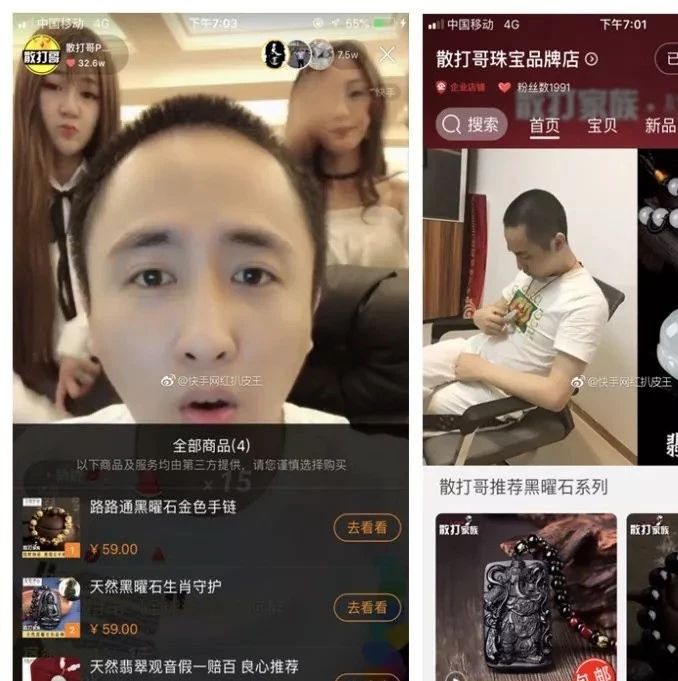 中国移动 4G
下午7:03
65%
散打哥
散打哥P...
32.6w
7.5w
快手
@快手网红扒皮王
全部商品(4)
以下商品及服务均由第三方提供，请您谨慎选择购买
× 15
路路通黑曜石金色手链
¥ 59.00
去看看
1
天然黑曜石生肖守护
¥ 59.00
去看看
2
天然翡翠观音假一赔百 良心推荐
中国移动 4G
下午7:01
散打哥珠宝品牌店
企业店铺
粉丝数1991
散打家族
搜索
首页
宝贝
新品
@快手网红扒皮王
散打哥推荐黑曜石系列
散打家族
散打家族
包邮